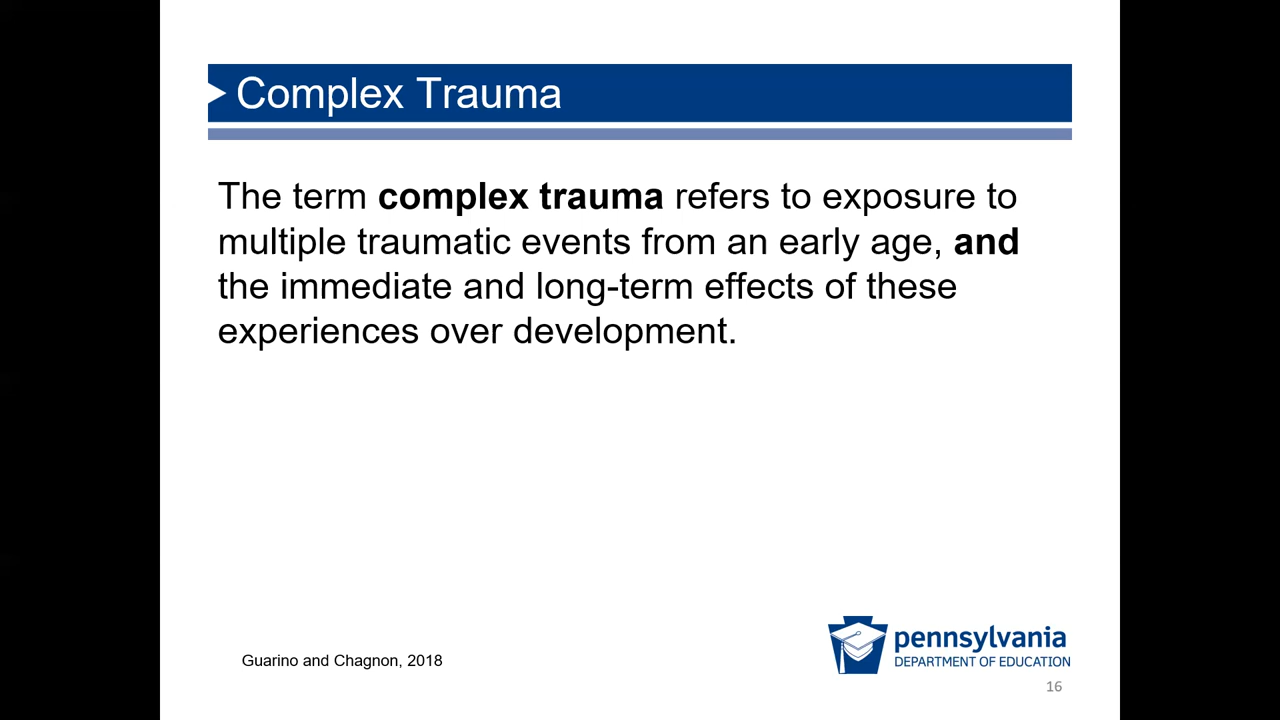 Complex Trauma
The term complex trauma refers to exposure to
multiple traumatic events from an early age, and
the immediate and long-term effects of these
experiences over development.
Guarino and Chagnon, 2018
pennsylvania
DEPARTMENT OF EDUCATION
16